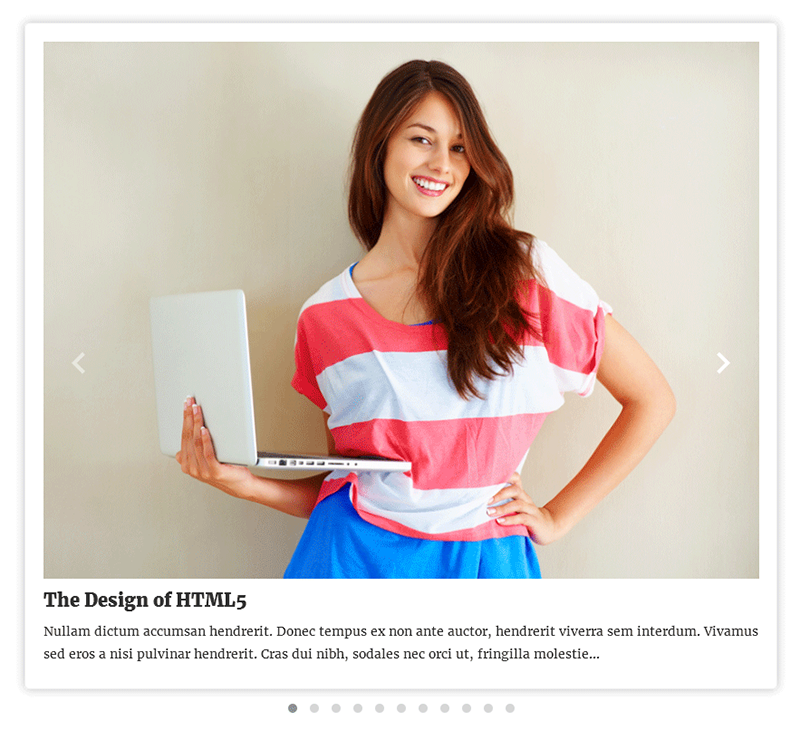 The Design of HTML5
Nullam dictum accumsan hendrerit. Donec tempus ex non ante auctor, hendrerit viverra sem interdum. Vivamus
sed eros a nisi pulvinar hendrerit. Cras dui nibh, sodales nec orci ut, fringilla molestie...